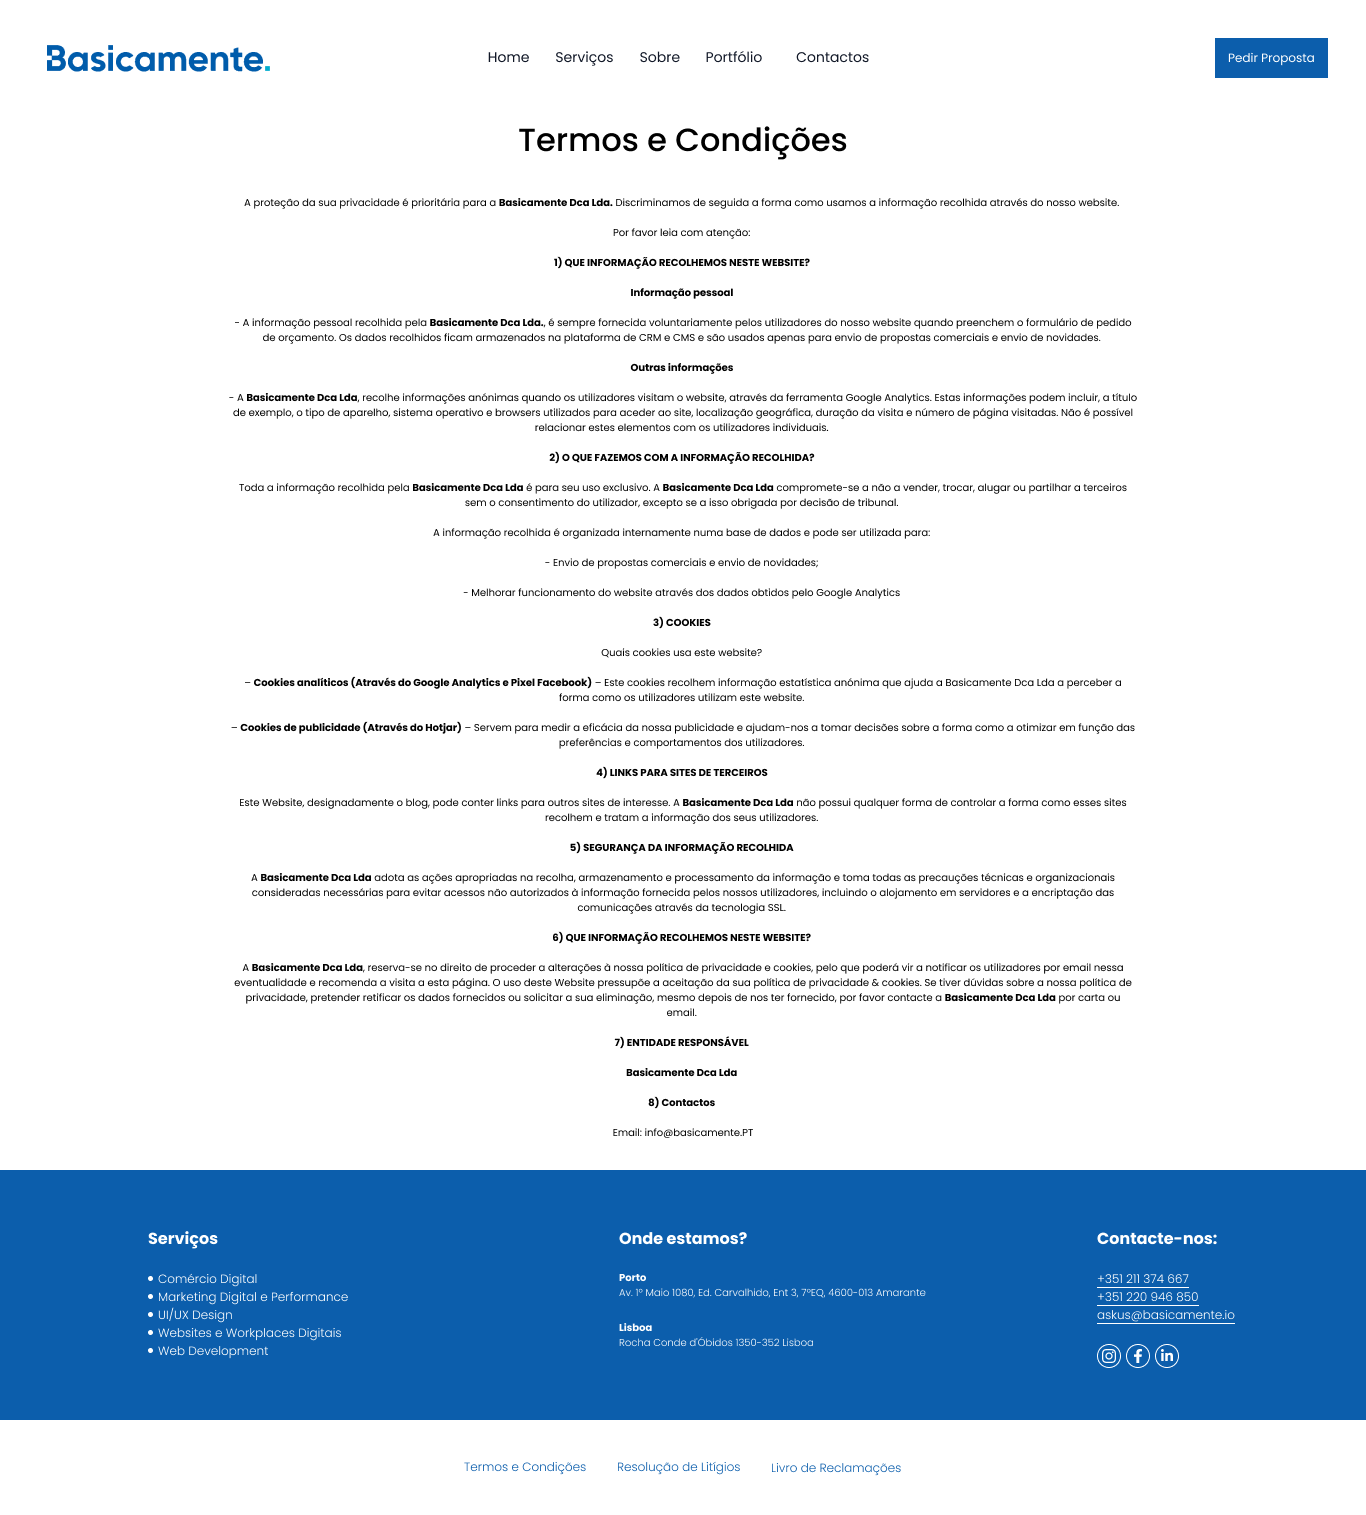 Basicamente.
Home Serviços Sobre Portfólio Contactos
Pedir Proposta
Termos e Condições
A proteção da sua privacidade é prioritária para a Basicamente Dca Lda. Discriminamos de seguida a forma como usamos a informação recolhida através do nosso website.
Por favor leia com atenção:
1) QUE INFORMAÇÃO RECOLHEMOS NESTE WEBSITE?
Informação pessoal
- A informação pessoal recolhida pela Basicamente Dca Lda., é sempre fornecida voluntariamente pelos utilizadores do nosso website quando preenchem o formulário de pedido
de orçamento. Os dados recolhidos ficam armazenados na plataforma de CRM e CMS e são usados apenas para envio de propostas comerciais e envio de novidades.
Outras informações
- A Basicamente Dca Lda, recolhe informações anónimas quando os utilizadores visitam o website, através da ferramenta Google Analytics. Estas informações podem incluir, a título
de exemplo, o tipo de aparelho, sistema operativo e browsers utilizados para aceder ao site, localização geográfica, duração da visita e número de página visitadas. Não é possível
relacionar estes elementos com os utilizadores individuais.
2) O QUE FAZEMOS COM A INFORMAÇÃO RECOLHIDA?
Toda a informação recolhida pela Basicamente Dca Lda é para seu uso exclusivo. A Basicamente Dca Lda compromete-se a não a vender, trocar, alugar ou partilhar a terceiros
sem o consentimento do utilizador, excepto se a isso obrigada por decisão de tribunal.
A informação recolhida é organizada internamente numa base de dados e pode ser utilizada para:
- Envio de propostas comerciais e envio de novidades;
- Melhorar funcionamento do website através dos dados obtidos pelo Google Analytics
3) COOKIES
Quais cookies usa este website?
– Cookies analíticos (Através do Google Analytics e Pixel Facebook) – Este cookies recolhem informação estatística anónima que ajuda a Basicamente Dca Lda a perceber a
forma como os utilizadores utilizam este website.
– Cookies de publicidade (Através do Hotjar) – Servem para medir a eficácia da nossa publicidade e ajudam-nos a tomar decisões sobre a forma como a otimizar em função das
preferências e comportamentos dos utilizadores.
4) LINKS PARA SITES DE TERCEIROS
Este Website, designadamente o blog, pode conter links para outros sites de interesse. A Basicamente Dca Lda não possui qualquer forma de controlar a forma como esses sites
recolhem e tratam a informação dos seus utilizadores.
5) SEGURANÇA DA INFORMAÇÃO RECOLHIDA
A Basicamente Dca Lda adota as ações apropriadas na recolha, armazenamento e processamento da informação e toma todas as precauções técnicas e organizacionais
consideradas necessárias para evitar acessos não autorizados à informação fornecida pelos nossos utilizadores, incluindo o alojamento em servidores e a encriptação das
comunicações através da tecnologia SSL.
6) QUE INFORMAÇÃO RECOLHEMOS NESTE WEBSITE?
A Basicamente Dca Lda, reserva-se no direito de proceder a alterações à nossa política de privacidade e cookies, pelo que poderá vir a notificar os utilizadores por email nessa
eventualidade e recomenda a visita a esta página. O uso deste Website pressupõe a aceitação da sua política de privacidade & cookies. Se tiver dúvidas sobre a nossa política de
privacidade, pretender retificar os dados fornecidos ou solicitar a sua eliminação, mesmo depois de nos ter fornecido, por favor contacte a Basicamente Dca Lda por carta ou
email.
7) ENTIDADE RESPONSÁVEL
Basicamente Dca Lda
8) Contactos
Email: info@basicamente.PT
Serviços
Comércio Digital
Marketing Digital e Performance
UI/UX Design
Websites e Workplaces Digitais
Web Development
Onde estamos?
Porto
Av. 1º Maio 1080, Ed. Carvalhido, Ent 3, 7ºEQ, 4600-013 Amarante
Lisboa
Rocha Conde d'Óbidos 1350-352 Lisboa
Contacte-nos:
+351 211 374 667
+351 220 946 850
askus@basicamente.io
Termos e Condições Resolução de Litígios Livro de Reclamações